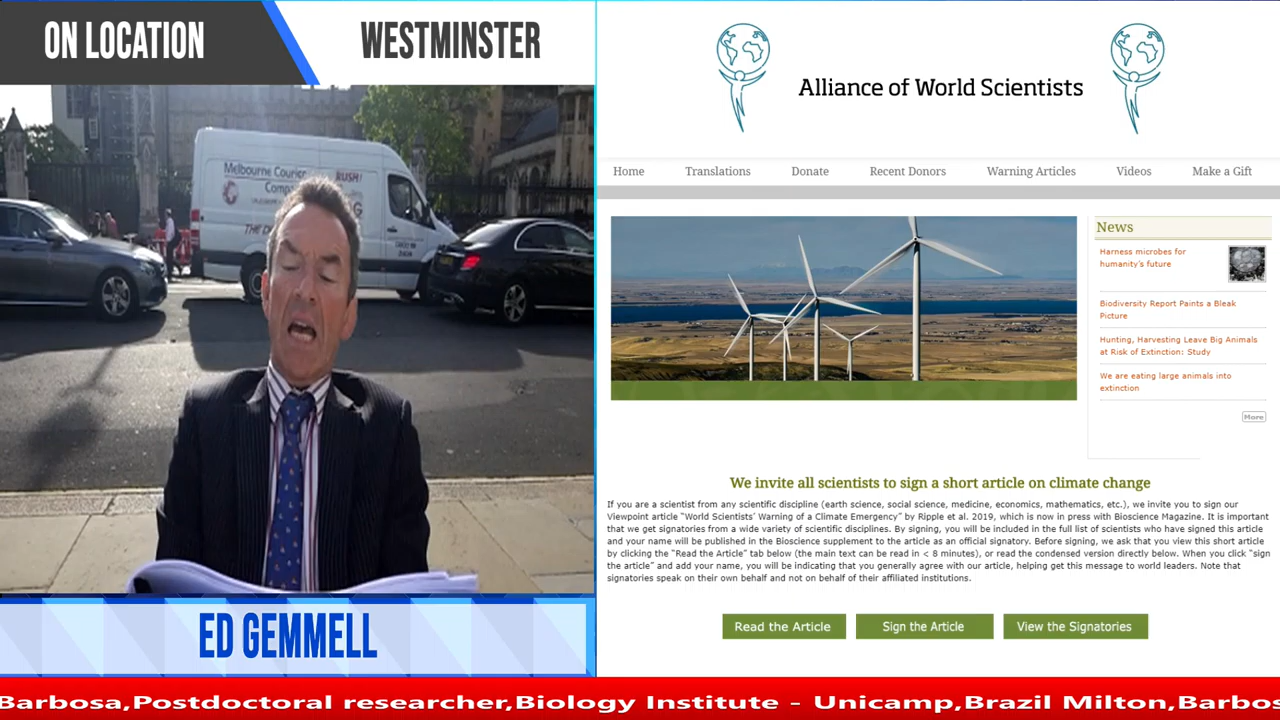 ON LOCATION
WESTMINSTER
Melbourne Courier
Company
RUSH!
ED GEMMELL
Alliance of World Scientists
Home
Translations
Donate
Recent Donors
Warning Articles
Videos
Make a Gift
News
Harness microbes for
humanity's future
Biodiversity Report Paints a Bleak
Picture
Hunting, Harvesting Leave Big Animals
at Risk of Extinction: Study
We are eating large animals into
extinction
More
We invite all scientists to sign a short article on climate change
If you are a scientist from any scientific discipline (earth science, social science, medicine, economics, mathematics, etc.), we invite you to sign our
Viewpoint article "World Scientists' Warning of a Climate Emergency" by Ripple et al. 2019, which is now in press with Bioscience Magazine. It is important
that we get signatories from a wide variety of scientific disciplines. By signing, you will be included in the full list of scientists who have signed this article
and your name will be published in the Bioscience supplement to the article as an official signatory. Before signing, we ask that you view this short article
by clicking the "Read the Article" tab below (the main text can be read in < 8 minutes), or read the condensed version directly below. When you click "sign
the article" and add your name, you will be indicating that you generally agree with our article, helping get this message to world leaders. Note that
signatories speak on their own behalf and not on behalf of their affiliated institutions.
Read the Article
Sign the Article
View the Signatories
Barbosa,Postdoctoral researcher,Biology Institute - Unicamp,Brazil Milton,Barbos